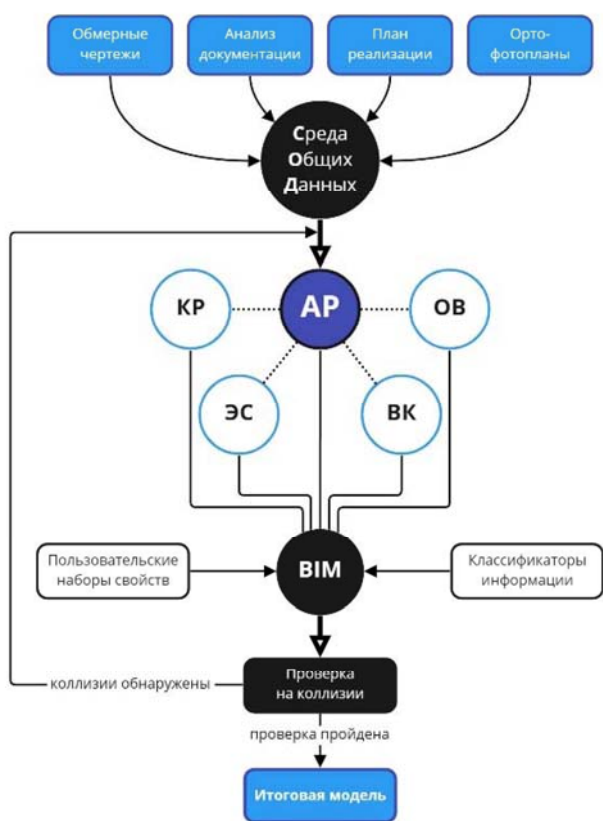 Обмерные
чертежи
Анализ
документации
План
реализации
Орто-
фотопланы
Среда
Общих
Данных
КР
АР
ОВ
ЭС
ВК
Пользовательские
наборы свойств
BIM
Классификаторы
информации
коллизии обнаружены
Проверка
на коллизии
проверка пройдена
Итоговая модель